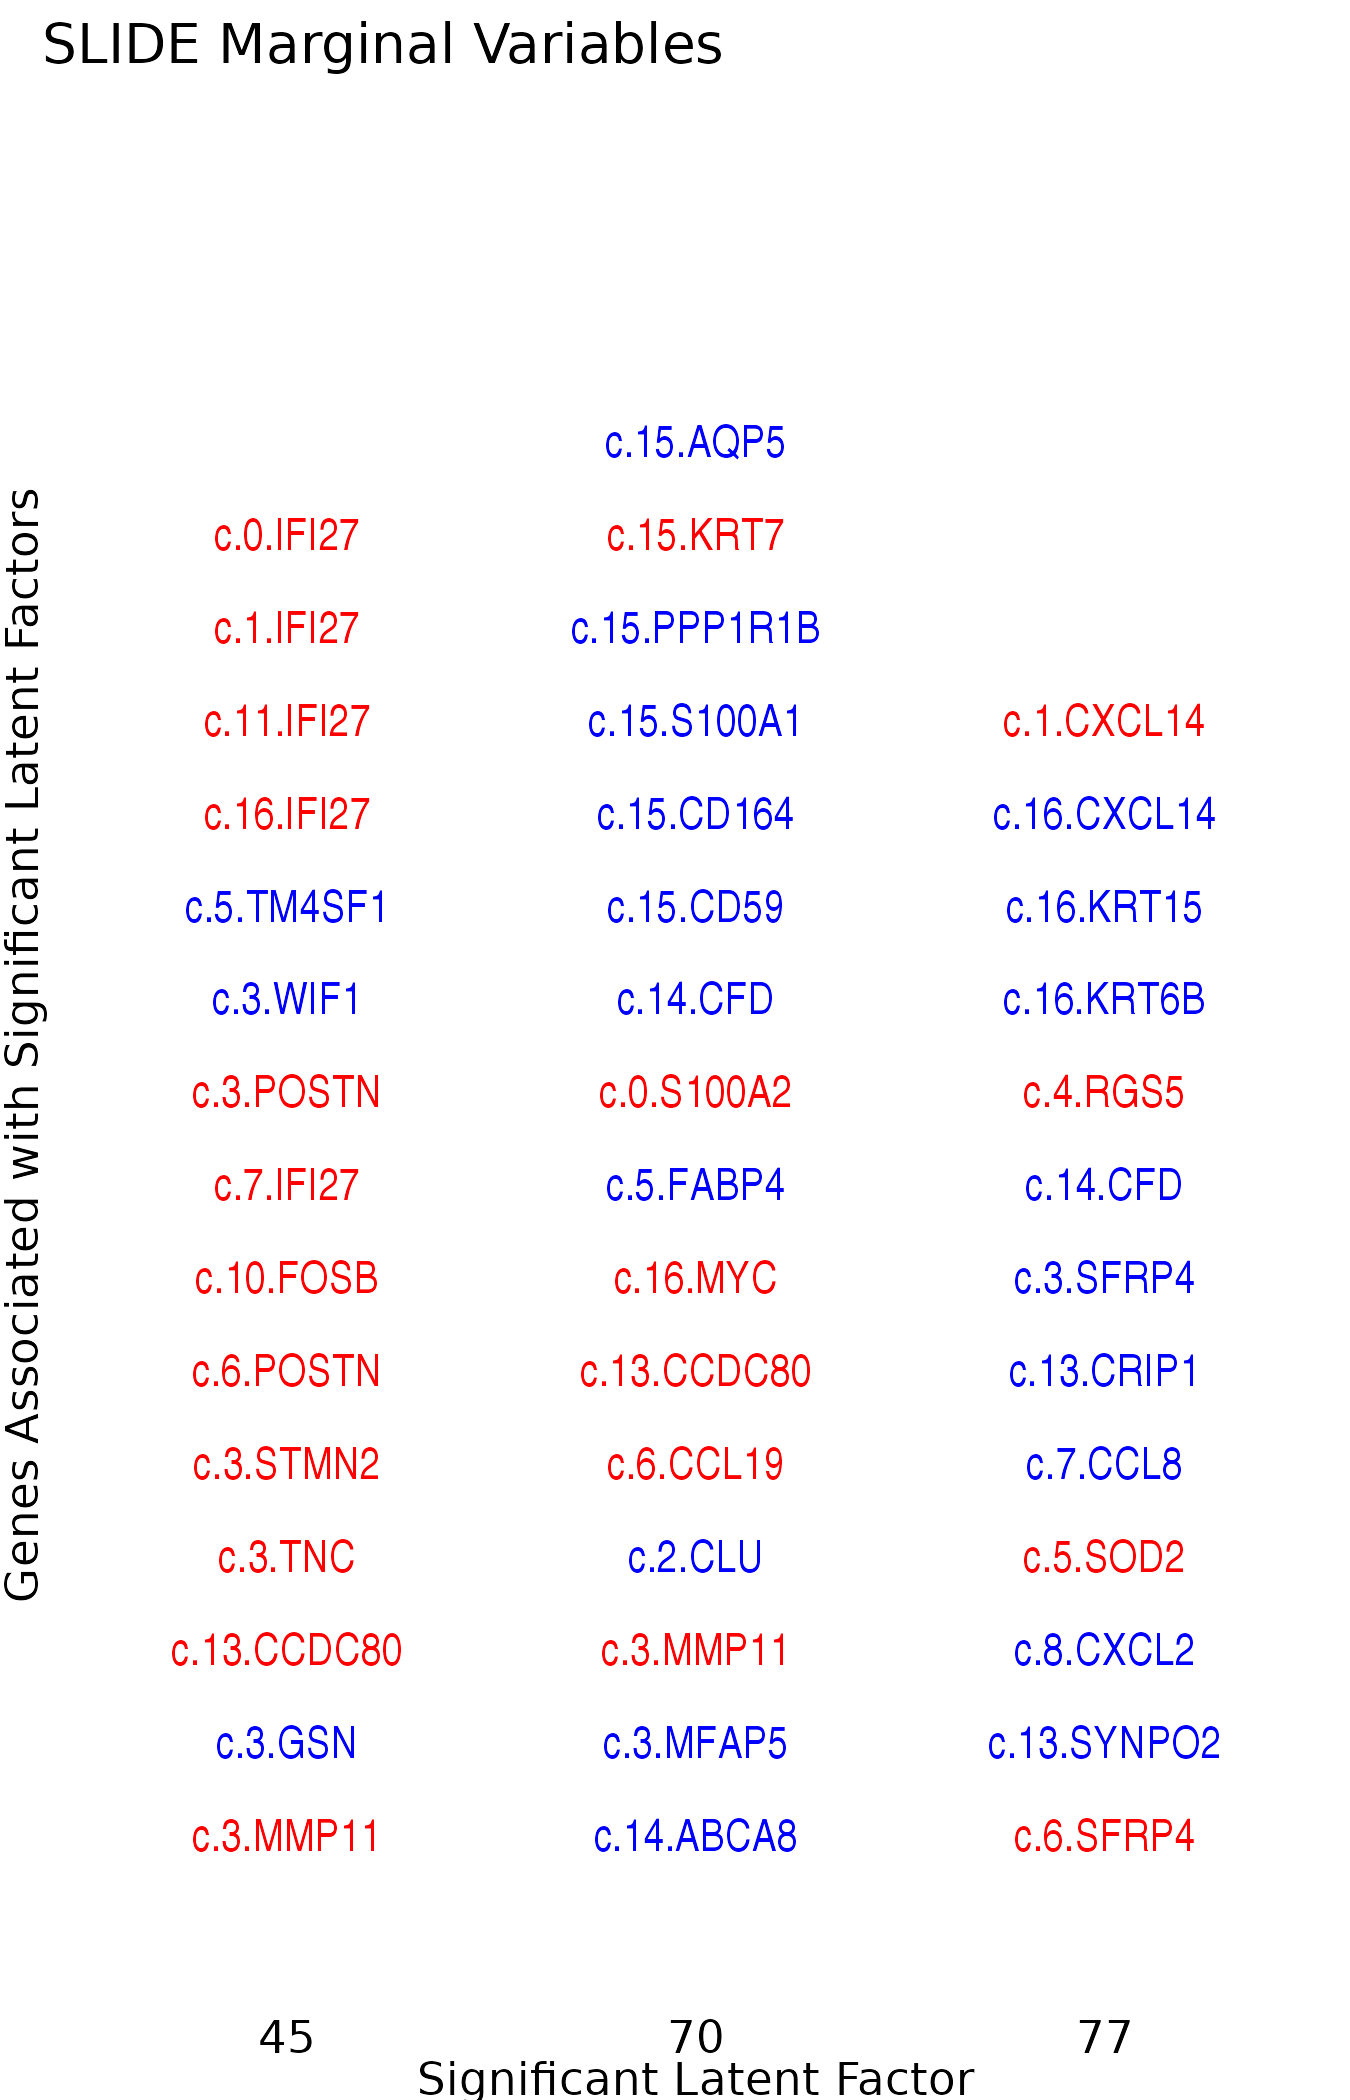 SLIDE Marginal Variables
Genes Associated with Significant Latent Factors
c.15.AQP5
c.0.IFI27 c.15.KRT7
c.1.IFI27 c.15.PPP1R1B
c.11.IFI27 c.15.S100A1 c.1.CXCL14
c.16.IFI27 c.15.CD164 c.16.CXCL14
c.5.TM4SF1 c.15.CD59 c.16.KRT15
c.3.WIF1 c.14.CFD c.16.KRT6B
c.3.POSTN c.0.S100A2 c.4.RGS5
c.7.IFI27 c.5.FABP4 c.14.CFD
c.10.FOSB c.16.MYC c.3.SFRP4
c.6.POSTN c.13.CCDC80 c.13.CRIP1
c.3.STMN2 c.6.CCL19 c.7.CCL8
c.3.TNC c.2.CLU c.5.SOD2
c.13.CCDC80 c.3.MMP11 c.8.CXCL2
c.3.GSN c.3.MFAP5 c.13.SYNPO2
c.3.MMP11 c.14.ABCA8 c.6.SFRP4
45 70 77
Significant Latent Factor